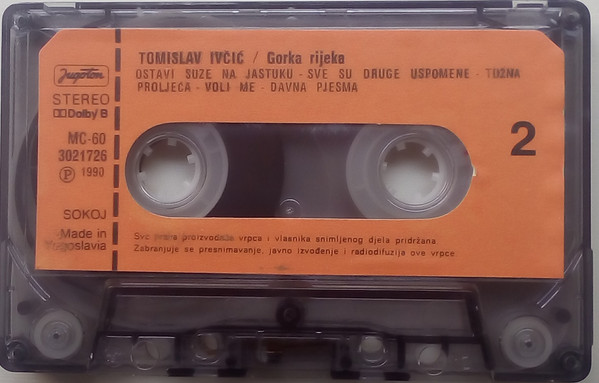 TOMISLAV IVČIĆ / Gorka rijeka
OSTAVI SUZE NA JASTUKU - SVE SU DRUGE USPOMENE - TUŽNA
PROLJEĆA - VOLI ME - DAVNA PJESMA
Jugoton
STEREO
Dolby B
MC-60
3021726
Ⓟ 1990
SOKOJ
Made in
Yugoslavia
2
Sva prava proizvođača vrpce i vlasnika snimljenog djela pridržana
Zabranjuje se presnimavanje, javno izvođenje i radiodifuzija ove vrpce